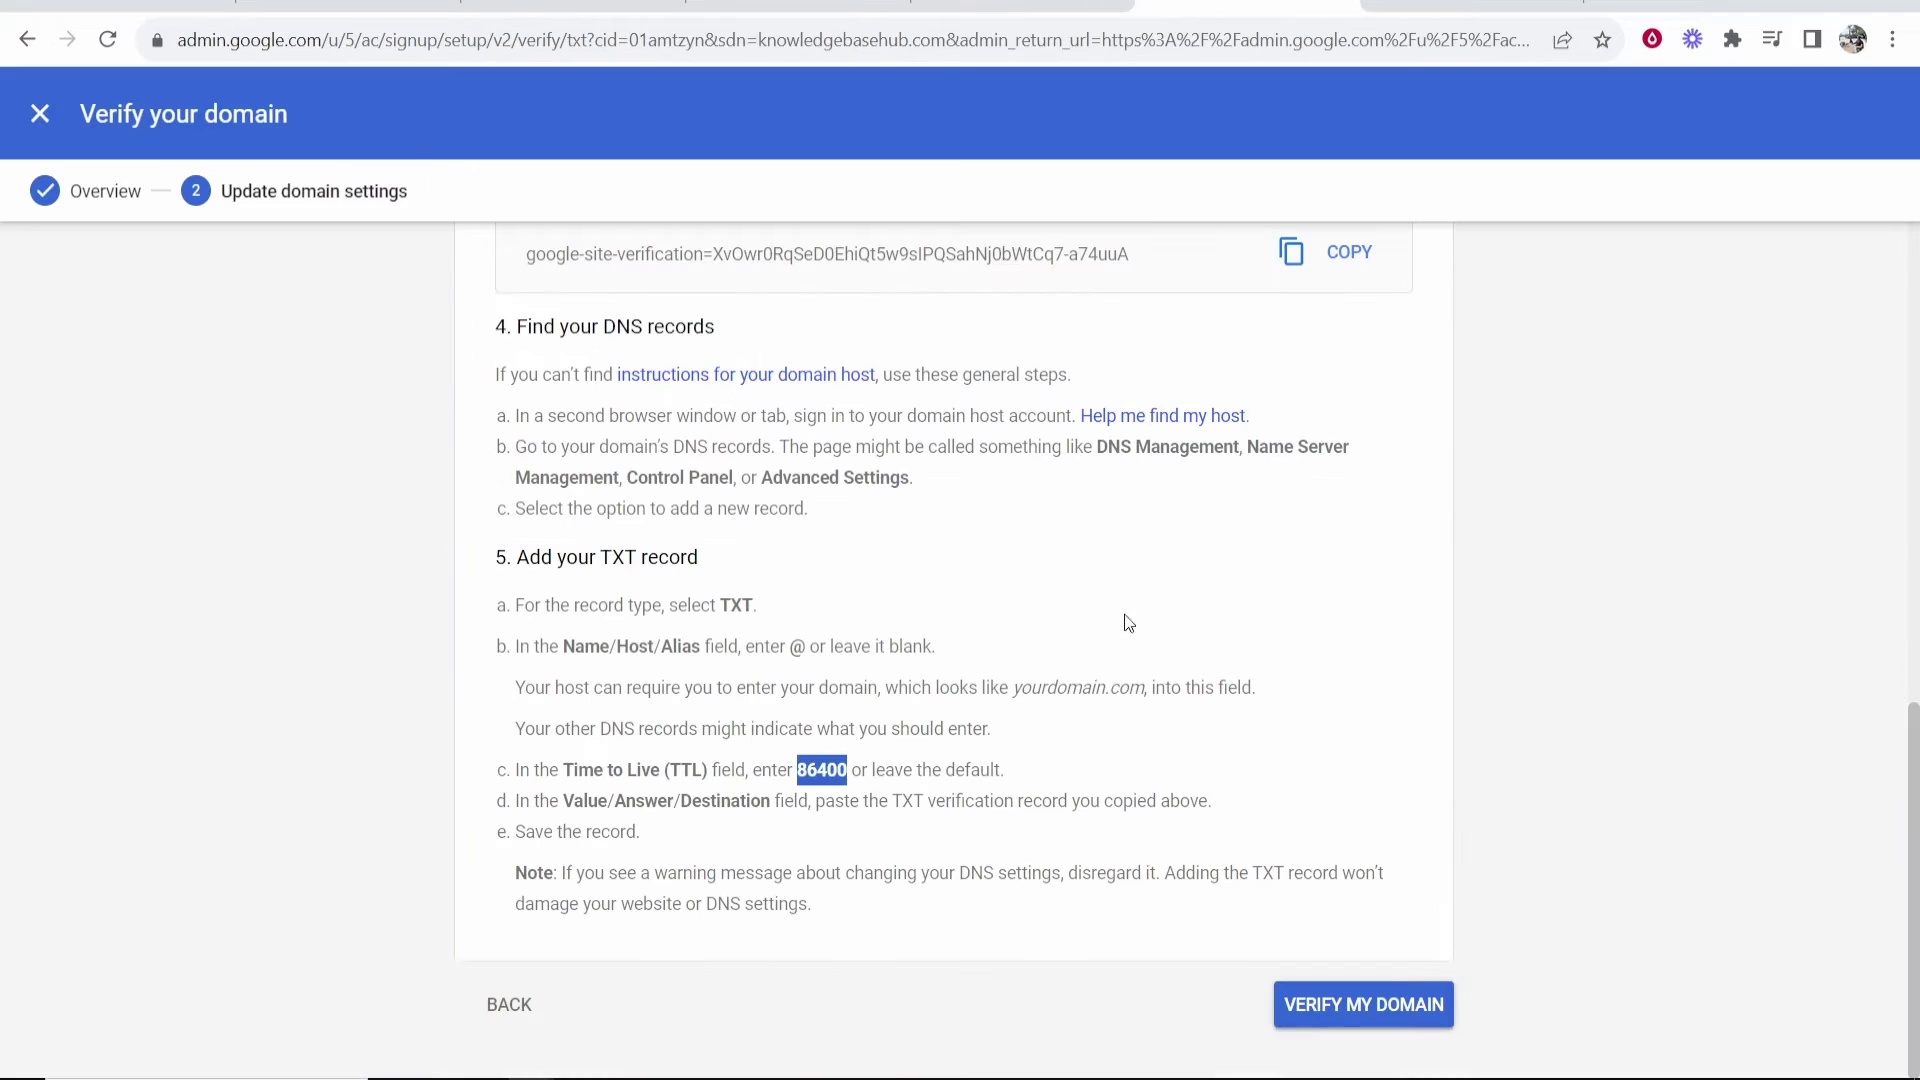 admin.google.com/u/5/ac/signup/setup/v2/verify/txt?cid=01amtzyn&sdn=knowledgebasehub.com&admin_return_url=https%3A%2F%2Fadmin.google.com%2Fu%2F5%2Fac...
Verify your domain
Overview
2 Update domain settings
google-site-verification=XvOwr0RqSeD0EhiQt5w9sIPQSahNj0bWtCq7-a74uuA
COPY
4. Find your DNS records
If you can't find instructions for your domain host, use these general steps.
a. In a second browser window or tab, sign in to your domain host account. Help me find my host.
b. Go to your domain's DNS records. The page might be called something like DNS Management, Name Server
Management, Control Panel, or Advanced Settings.
c. Select the option to add a new record.
5. Add your TXT record
a. For the record type, select TXT.
b. In the Name/Host/Alias field, enter @ or leave it blank.
Your host can require you to enter your domain, which looks like yourdomain.com, into this field.
Your other DNS records might indicate what you should enter.
c. In the Time to Live (TTL) field, enter 86400 or leave the default.
d. In the Value/Answer/Destination field, paste the TXT verification record you copied above.
e. Save the record.
Note: If you see a warning message about changing your DNS settings, disregard it. Adding the TXT record won't
damage your website or DNS settings.
BACK
VERIFY MY DOMAIN